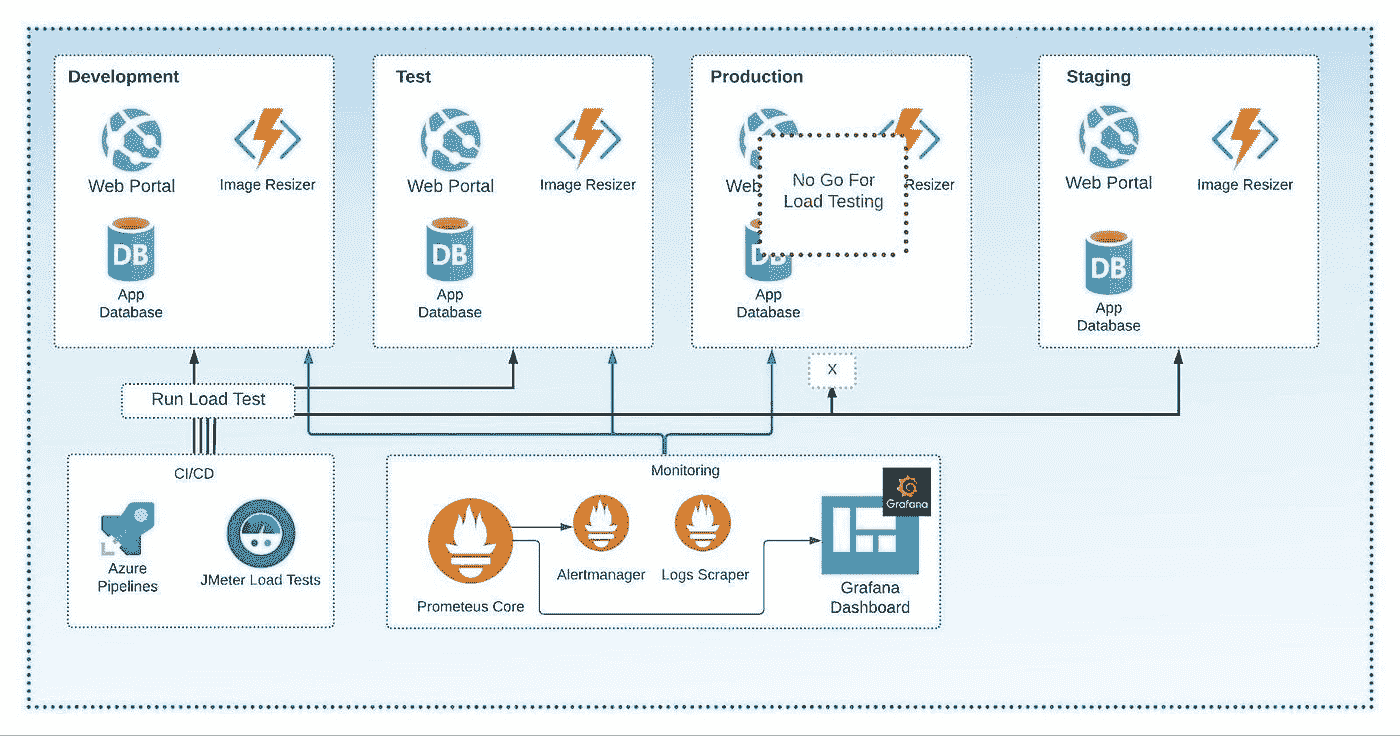 Development
Web Portal
Image Resizer
DB
App
Database
Test
Web Portal
Image Resizer
DB
App
Database
Production
Web
Resizer
No Go For
Load Testing
DB
App
Database
Staging
Web Portal
Image Resizer
DB
App
Database
X
Run Load Test
CI/CD
Azure
Pipelines
JMeter Load Tests
Monitoring
Prometeus Core
Alertmanager
Logs Scraper
Grafana
Grafana
Dashboard